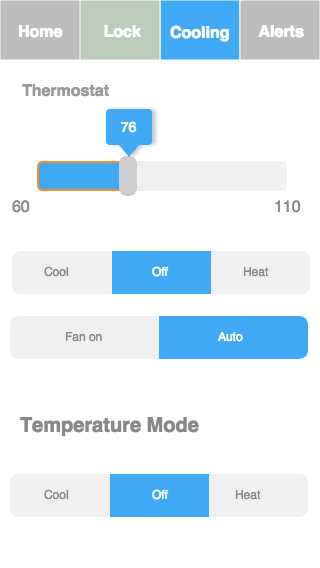 Home Lock Cooling Alerts
Thermostat
76
60 110
Cool Off Heat
Fan on Auto
Temperature Mode
Cool Off Heat